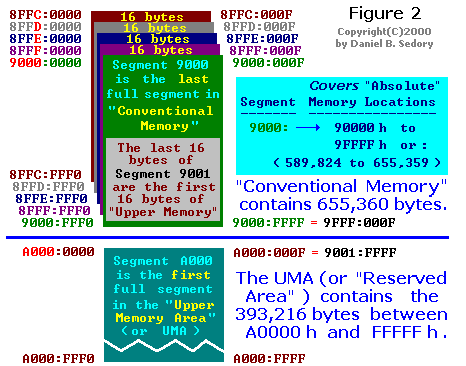 8FFC:0000 16 bytes 8FFC:000F
8FFD:0000 16 bytes 8FFD:000F
8FFE:0000 16 bytes 8FFE:000F
8FFF:0000 16 bytes 8FFF:000F
9000:0000 9000:000F
Figure 2
Copyright(C)2000
by Daniel B. Sedory
Segment 9000
is the last
full segment in
"Conventional
Memory"
The last 16
bytes of
Segment 9001
are the first
16 bytes of
"Upper Memory"
Covers "Absolute"
Segment Memory Locations
9000: 90000 h to
9FFFF h or :
( 589,824 to 655,359 )
8FFC:FFF0
8FFD:FFF0
8FFE:FFF0
8FFF:FFF0
9000:FFF0
"Conventional Memory"
contains 655,360 bytes.
9000:FFFF = 9FFF:000F
A000:0000
A000:000F = 9001:FFFF
Segment A000
is the first
full segment
in the "Upper
Memory Area"
(or UMA )
The UMA (or "Reserved
Area" ) contains the
393,216 bytes between
A0000 h and FFFFF h .
A000:FFF0 A000:FFFF